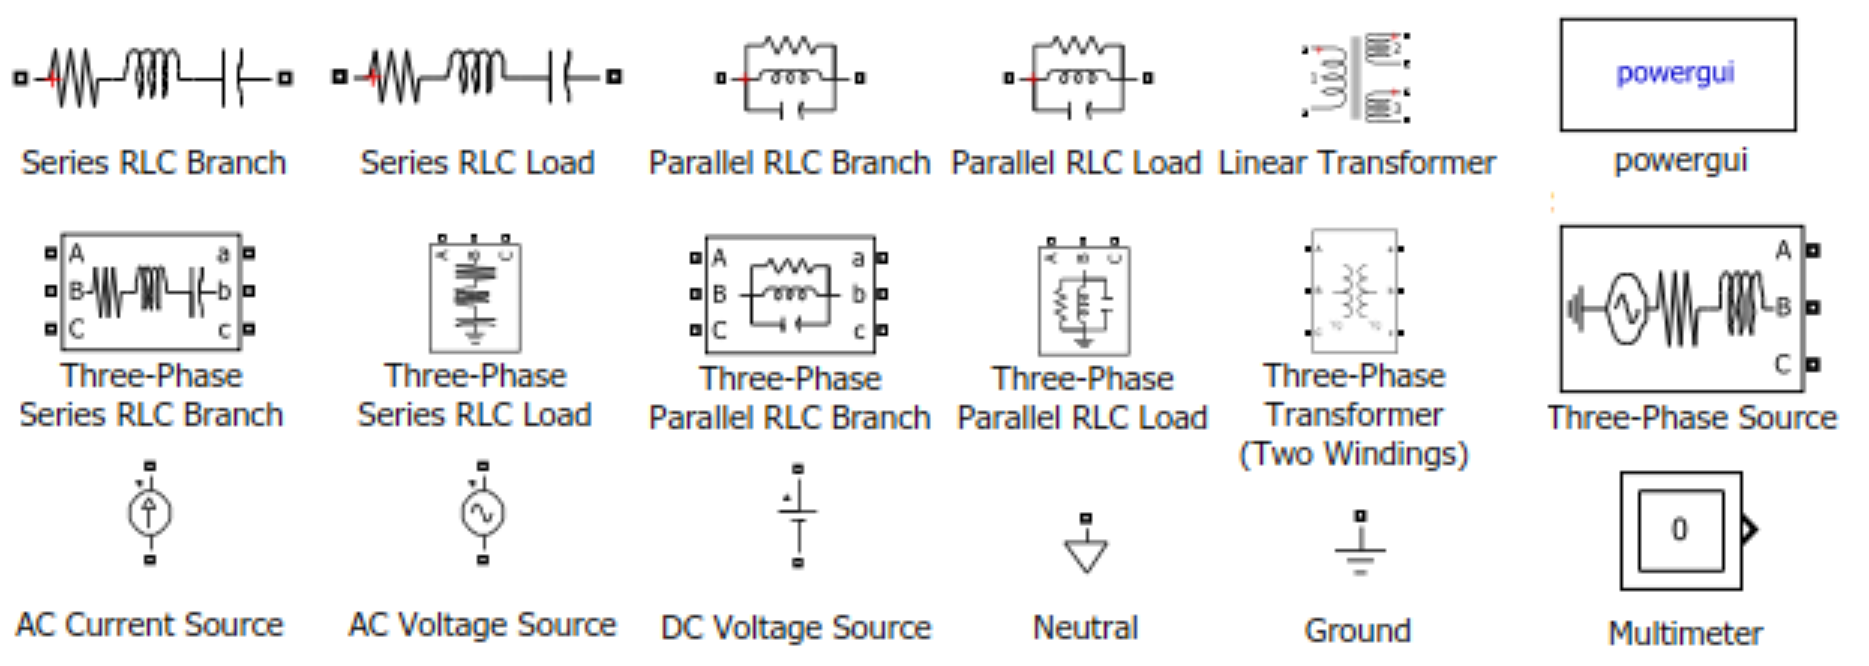 powergui
Series RLC Branch
Series RLC Load
Parallel RLC Branch
Parallel RLC Load
Linear Transformer
powergui
1
2
3
A
B
C
a
b
c
Three-Phase
Series RLC Branch
A B C
Three-Phase
Series RLC Load
A
B
C
a
b
c
Three-Phase
Parallel RLC Branch
A B C
Three-Phase
Parallel RLC Load
Three-Phase
Transformer
(Two Windings)
A
B
C
Three-Phase Source
AC Current Source
AC Voltage Source
DC Voltage Source
Neutral
Ground
0
Multimeter